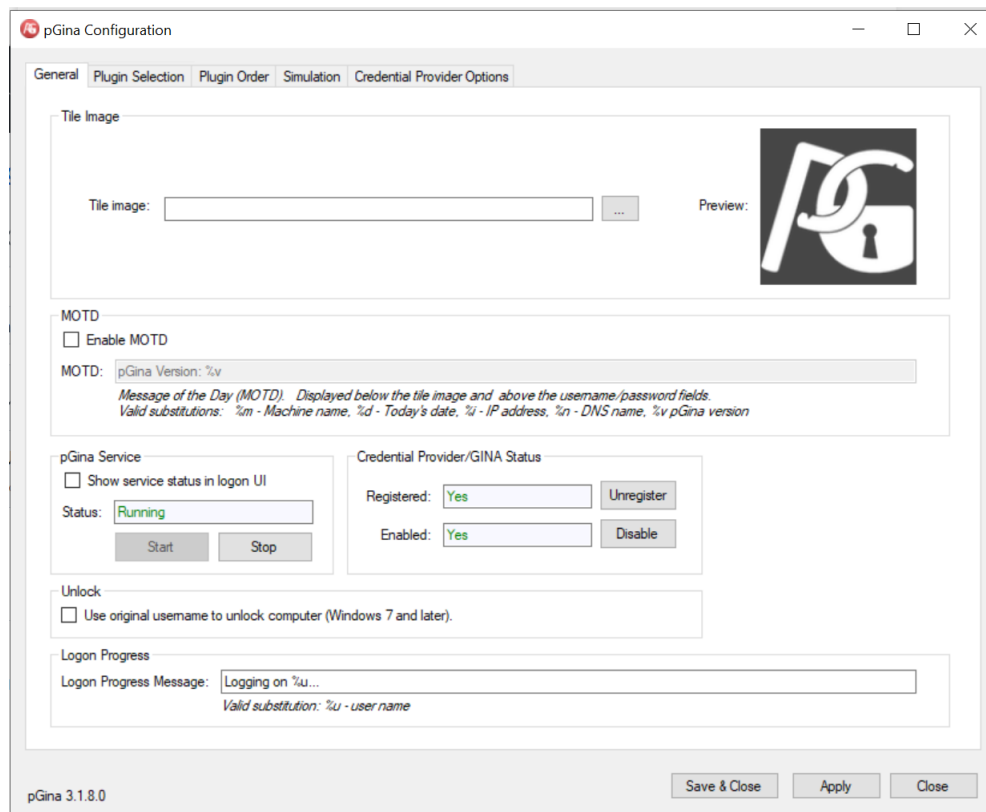 pGina Configuration
General Plugin Selection Plugin Order Simulation Credential Provider Options
Tile Image
Tile image: ... Preview:
MOTD
Enable MOTD
MOTD: pGina Version: %v
Message of the Day (MOTD). Displayed below the tile image and above the username/password fields.
Valid substitutions: %m - Machine name, %d - Today's date, %i - IP address, %n - DNS name, %v pGina version
pGina Service
Show service status in logon UI
Status: Running
Start Stop
Credential Provider/GINA Status
Registered: Yes Unregister
Enabled: Yes Disable
Unlock
Use original username to unlock computer (Windows 7 and later).
Logon Progress
Logon Progress Message: Logging on %u...
Valid substitution: %u - user name
pGina 3.1.8.0
Save & Close Apply Close